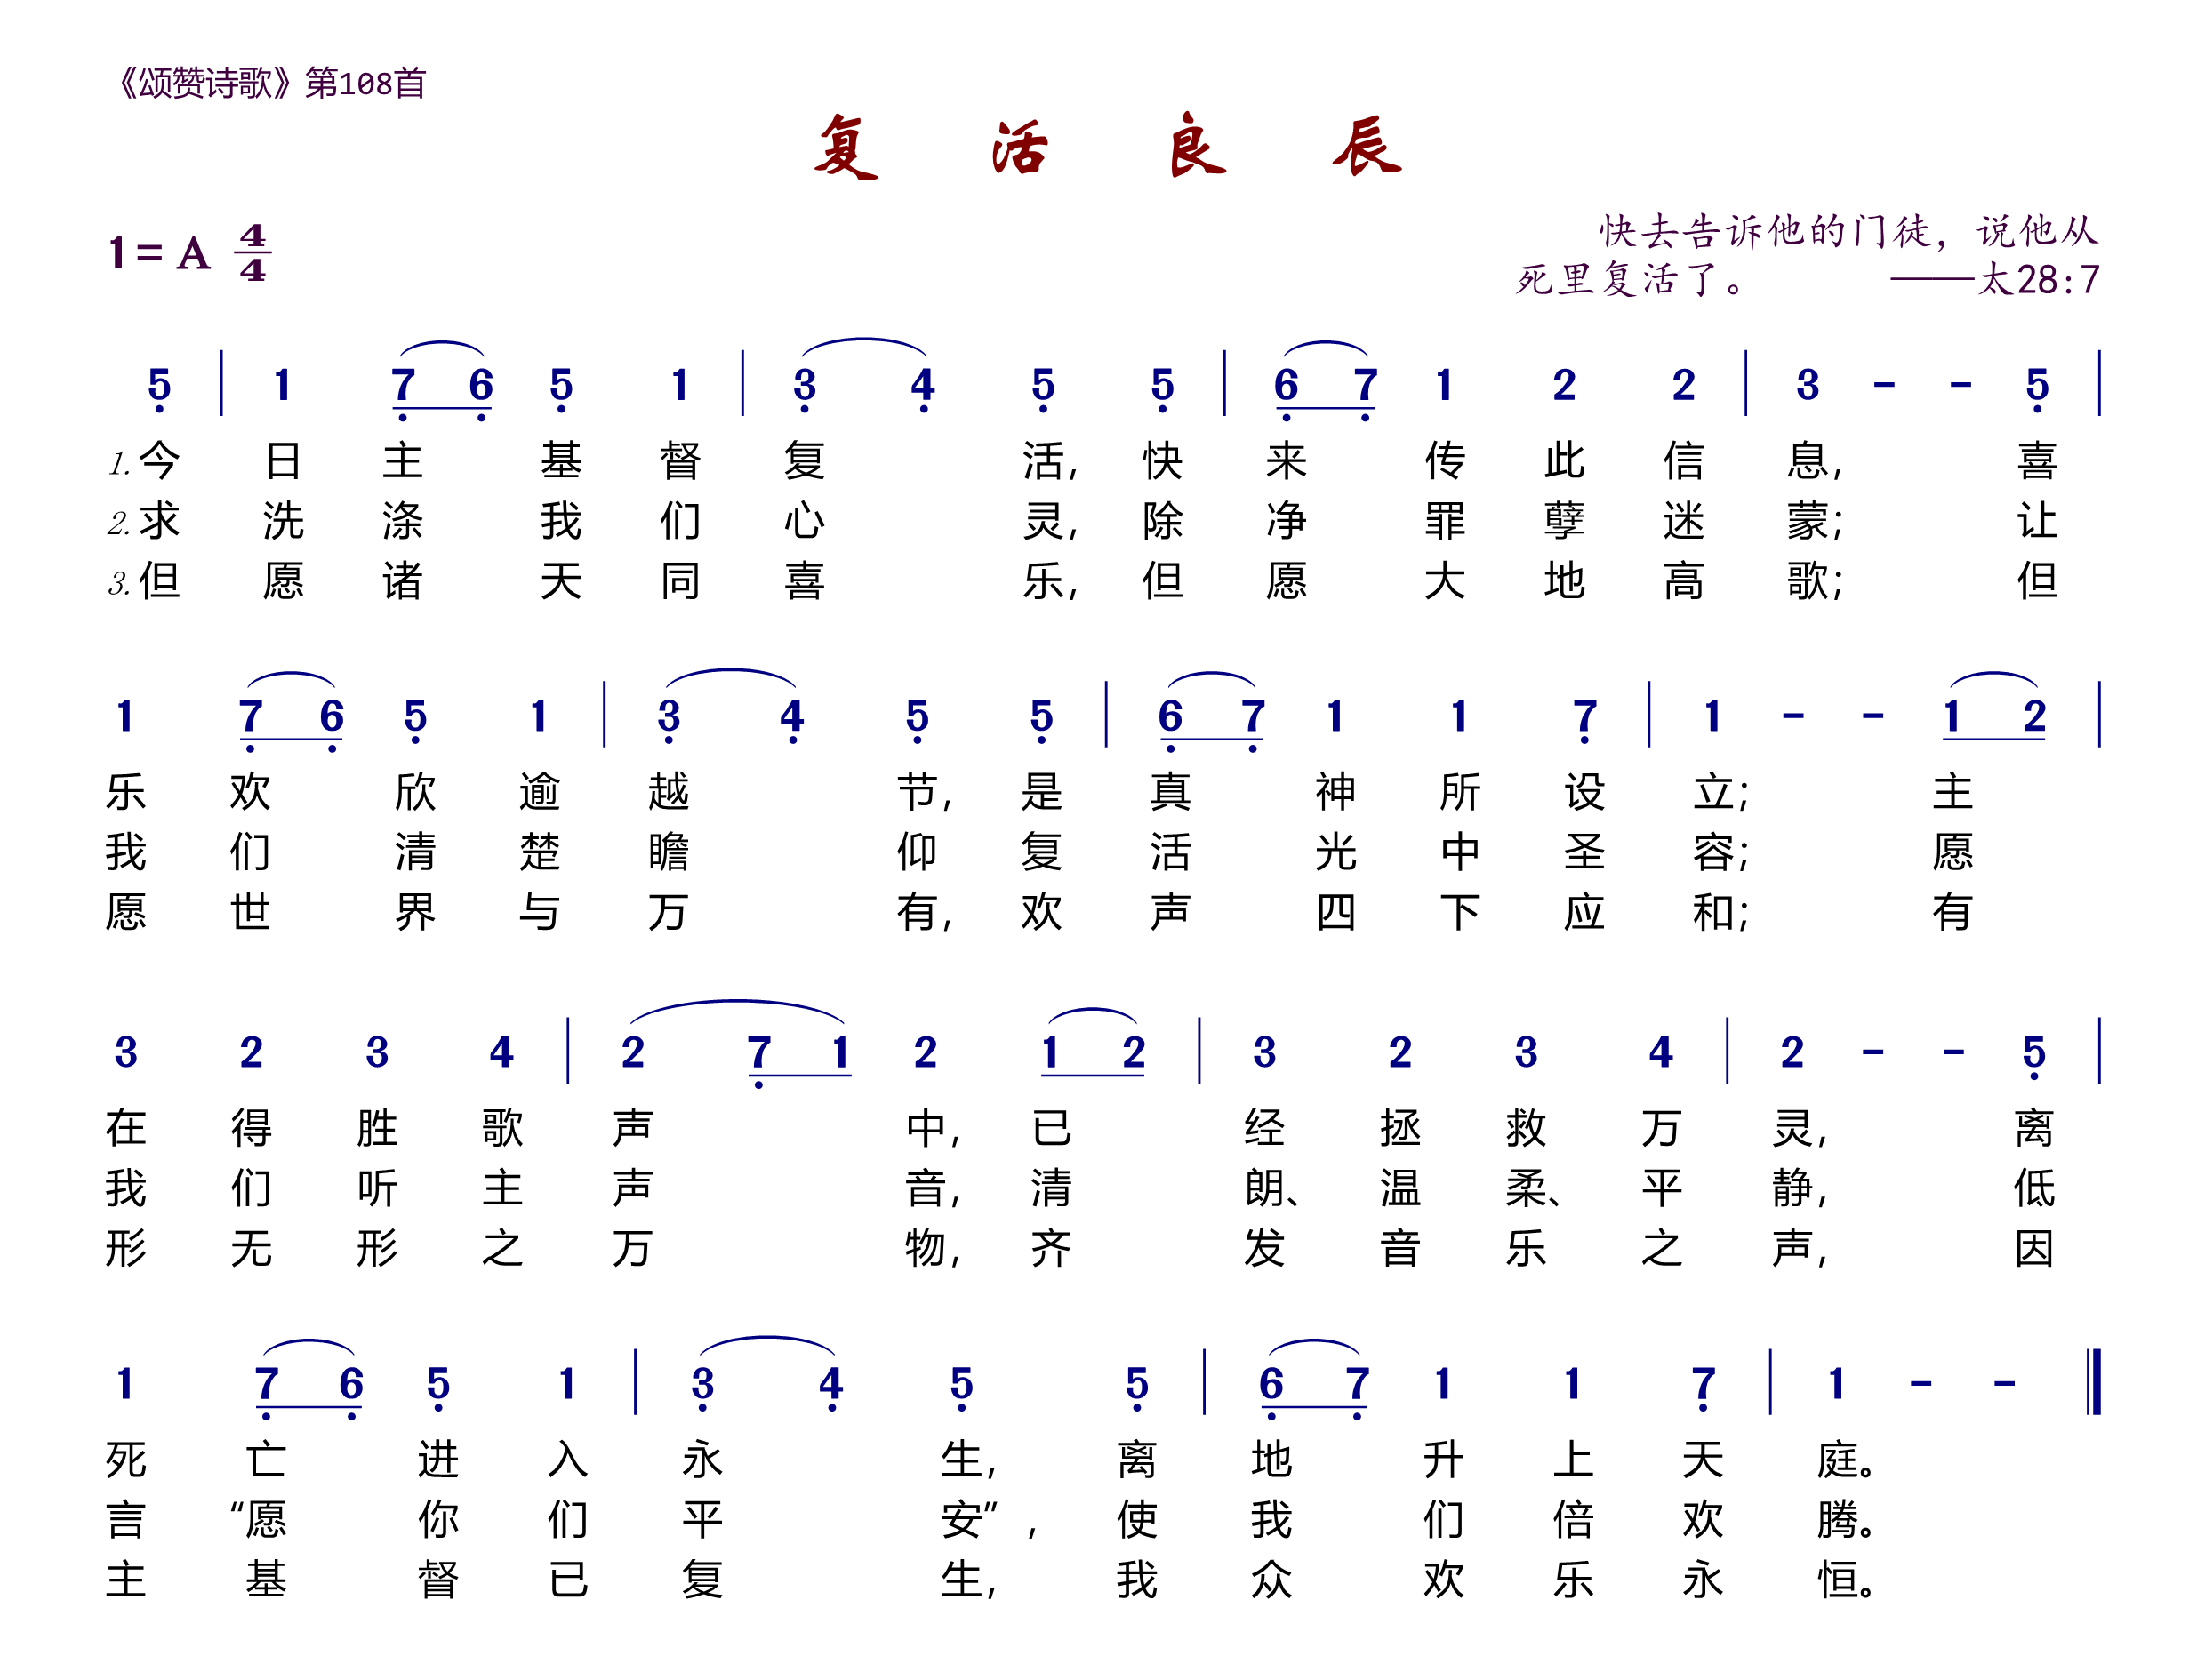 《颂赞诗歌》第108首
复 活 良 辰
1= A 4/4
快去告诉他的门徒，说他从
死里复活了。 ——太28:7
5̣ | 1 7̣ 6̣ 5̣ 1 | 3̣ 4̣ 5̣ 5̣ | 6̣ 7̣ 1 2 2 | 3 - - 5̣ |
1.今 日 主 基 督 复 活，快 来 传 此 信 息，喜
2.求 洗 涤 我 们 心 灵，除 净 罪 孽 迷 蒙；让
3.但 愿 诸 天 同 喜 乐，但 愿 大 地 高 歌；但
1 7̣ 6̣ 5̣ 1 | 3̣ 4̣ 5̣ 5̣ | 6̣ 7̣ 1 1 7̣ | 1 - - 1 2 |
乐 欢 欣 逾 越 节，是 真 神 所 设 立；主
我 们 清 楚 瞻 仰 复 活 光 中 圣 容；愿
愿 世 界 与 万 有，欢 声 四 下 应 和；有
3 2 3 4 | 2 7̣ 1 2 1 2 | 3 2 3 4 | 2 - - 5̣ |
在 得 胜 歌 声 中，已 经 拯 救 万 灵，离
我 们 听 主 声 音，清 朗、温 柔、平 静，低
形 无 形 之 万 物，齐 发 音 乐 之 声，因
1 7̣ 6̣ 5̣ 1 | 3̣ 4̣ 5̣ 5̣ | 6̣ 7̣ 1 1 7̣ | 1 - - ‖
死 亡 进 入 永 生，离 地 升 上 天 庭。
言 “愿 你 们 平 安”，使 我 们 倍 欢 腾。
主 基 督 已 复 生，我 众 欢 乐 永 恒。